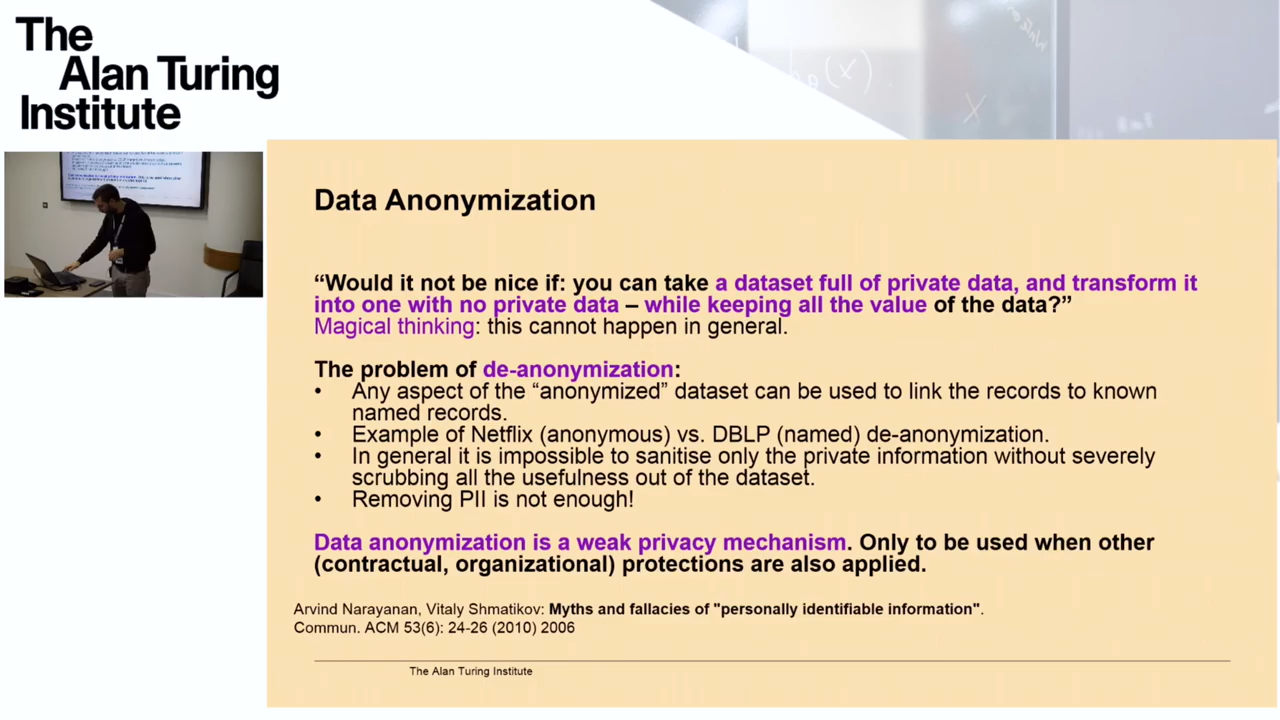 The
Alan Turing
Institute
Data Anonymization
“Would it not be nice if: you can take a dataset full of private data, and transform it
into one with no private data – while keeping all the value of the data?”
Magical thinking: this cannot happen in general.
The problem of de-anonymization:
• Any aspect of the “anonymized” dataset can be used to link the records to known
named records.
• Example of Netflix (anonymous) vs. DBLP (named) de-anonymization.
• In general it is impossible to sanitise only the private information without severely
scrubbing all the usefulness out of the dataset.
• Removing PII is not enough!
Data anonymization is a weak privacy mechanism. Only to be used when other
(contractual, organizational) protections are also applied.
Arvind Narayanan, Vitaly Shmatikov: Myths and fallacies of "personally identifiable information".
Commun. ACM 53(6): 24-26 (2010) 2006
The Alan Turing Institute